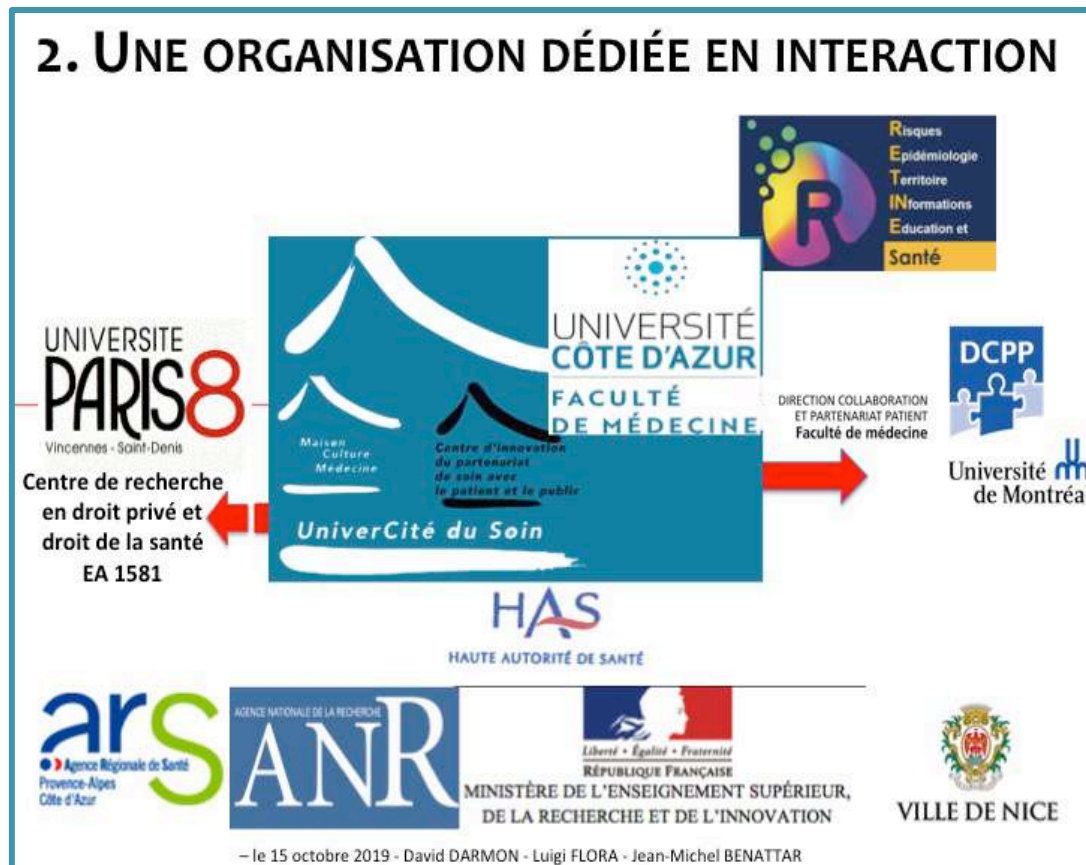 2. UNE ORGANISATION DÉDIÉE EN INTERACTION
Risques
Epidémiologie
Territoire
INformations
Education et
Santé
R
UNIVERSITÉ
CÔTE D'AZUR
FACULTÉ
DE MÉDECINE
Maison
Culture
Médecine
Centre d'innovation
du partenariat
de soin avec
le patient et le public
UniverCité du Soin
UNIVERSITE
PARIS8
Vincennes - Saint-Denis
Centre de recherche
en droit privé et
droit de la santé
EA 1581
DCPP
DIRECTION COLLABORATION
ET PARTENARIAT PATIENT
Faculté de médecine
Université
de Montréal
HAS
HAUTE AUTORITÉ DE SANTÉ
ars
Agence Régionale de Santé
Provence-Alpes
Côte d'Azur
AGENCE NATIONALE DE LA RECHERCHE
ANR
Liberté • Égalité • Fraternité
RÉPUBLIQUE FRANÇAISE
MINISTÈRE DE L'ENSEIGNEMENT SUPÉRIEUR,
DE LA RECHERCHE ET DE L'INNOVATION
VILLE DE NICE
– le 15 octobre 2019 - David DARMON - Luigi FLORA - Jean-Michel BENATTAR